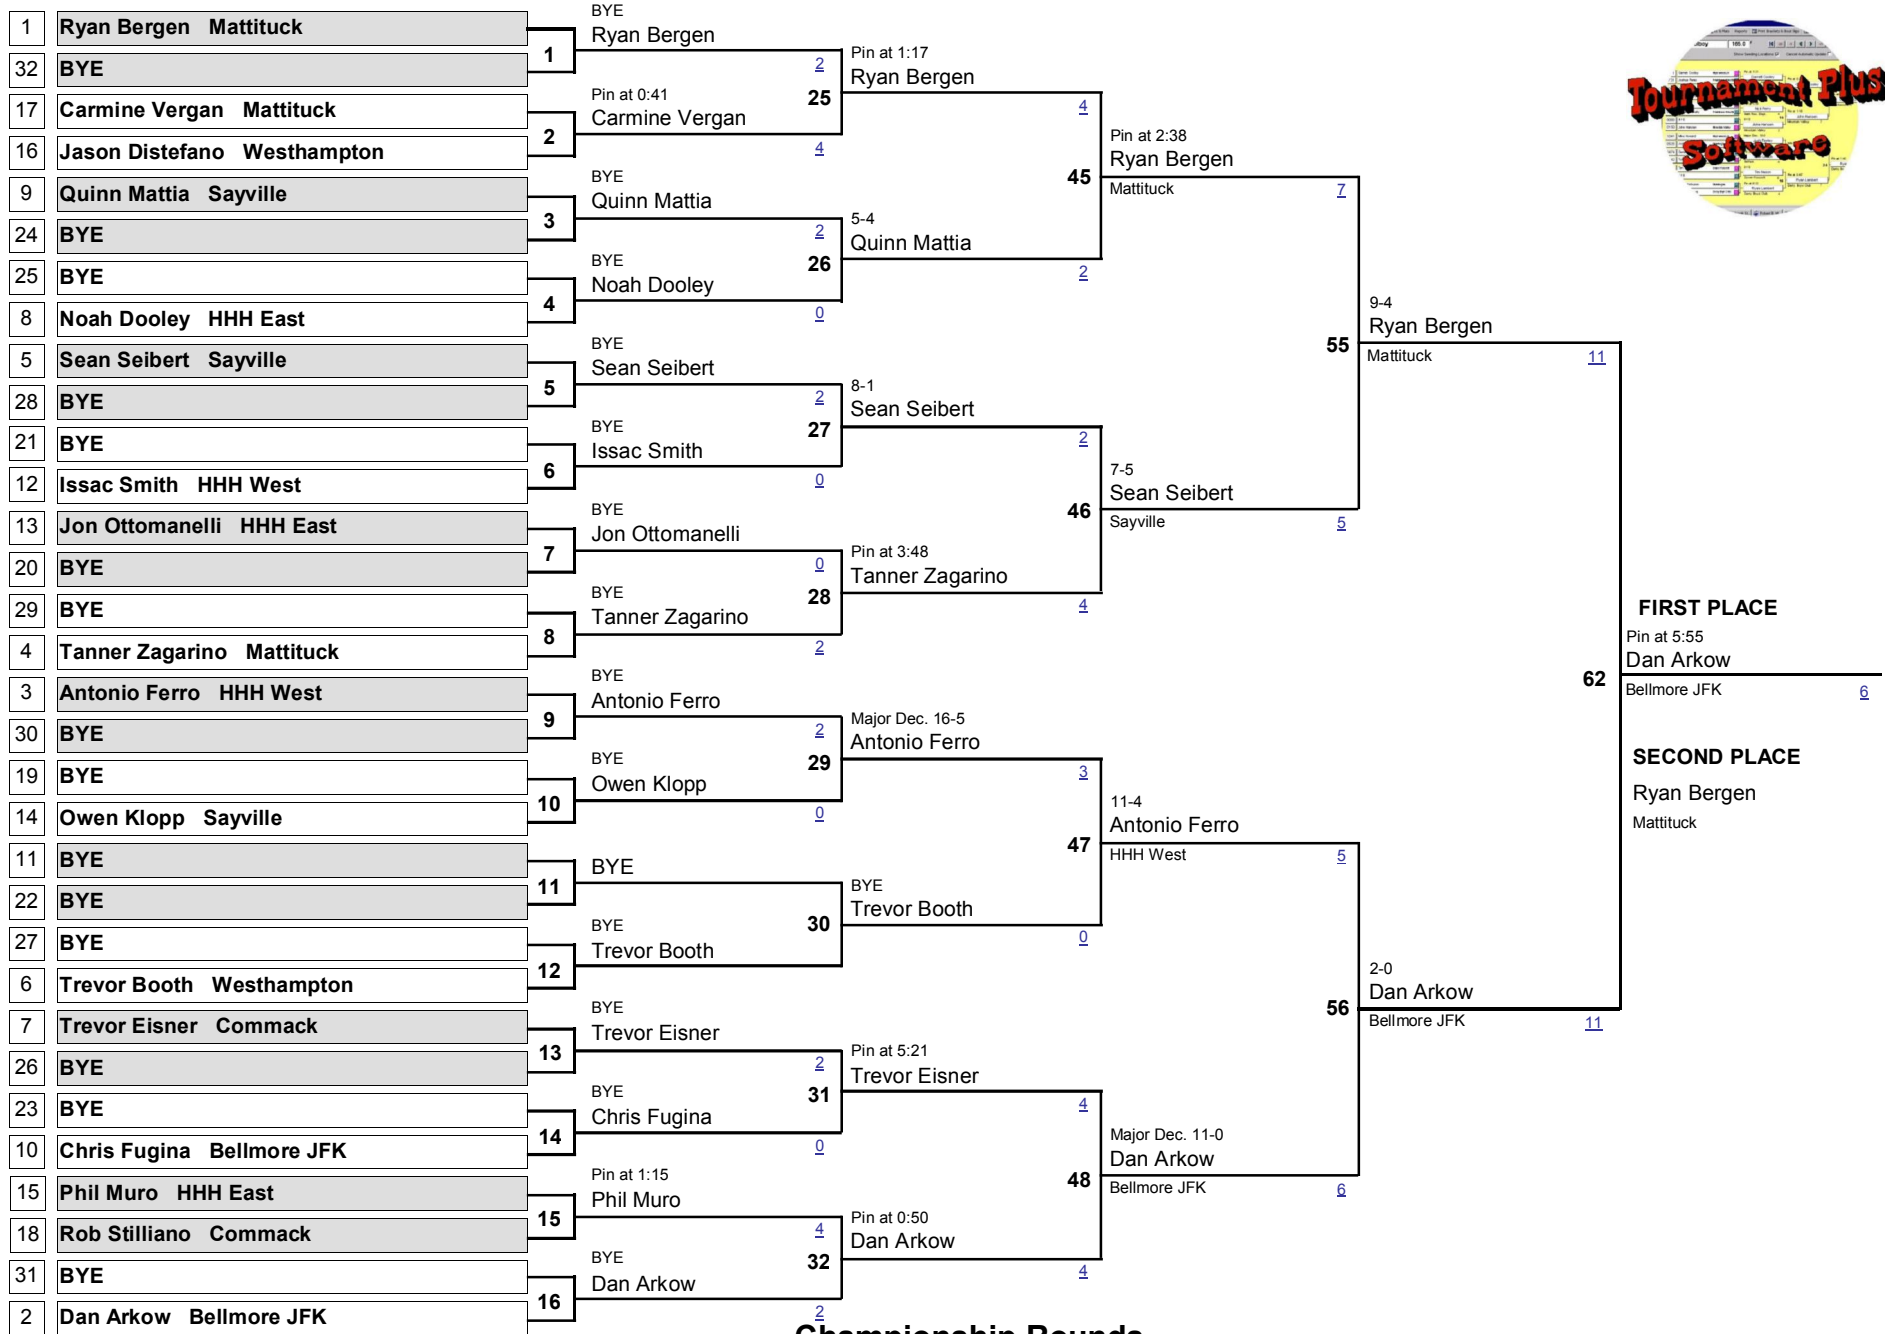 1 Ryan Bergen Mattituck
32 BYE
17 Carmine Vergan Mattituck
16 Jason Distefano Westhampton
9 Quinn Mattia Sayville
24 BYE
25 BYE
8 Noah Dooley HHH East
5 Sean Seibert Sayville
28 BYE
21 BYE
12 Issac Smith HHH West
13 Jon Ottomanelli HHH East
20 BYE
29 BYE
4 Tanner Zagarino Mattituck
3 Antonio Ferro HHH West
30 BYE
19 BYE
14 Owen Klopp Sayville
11 BYE
22 BYE
27 BYE
6 Trevor Booth Westhampton
7 Trevor Eisner Commack
26 BYE
23 BYE
10 Chris Fugina Bellmore JFK
15 Phil Muro HHH East
18 Rob Stilliano Commack
31 BYE
2 Dan Arkow Bellmore JFK
BYE
1 Ryan Bergen
2
Pin at 0:41
2 Carmine Vergan
4
BYE
3 Quinn Mattia
2
BYE
4 Noah Dooley
0
BYE
5 Sean Seibert
2
BYE
6 Issac Smith
0
BYE
7 Jon Ottomanelli
0
BYE
8 Tanner Zagarino
2
BYE
9 Antonio Ferro
2
BYE
10 Owen Klopp
0
11 BYE
BYE
12 Trevor Booth
BYE
13 Trevor Eisner
2
BYE
14 Chris Fugina
0
Pin at 1:15
15 Phil Muro
4
BYE
16 Dan Arkow
2
Pin at 1:17
25 Ryan Bergen
4
5-4
26 Quinn Mattia
2
8-1
27 Sean Seibert
2
Pin at 3:48
28 Tanner Zagarino
4
Major Dec. 16-5
29 Antonio Ferro
3
BYE
30 Trevor Booth
0
Pin at 5:21
31 Trevor Eisner
4
Pin at 0:50
32 Dan Arkow
4
Pin at 2:38
Ryan Bergen
45 Mattituck 7
7-5
Sean Seibert
46 Sayville 5
11-4
Antonio Ferro
47 HHH West 5
Major Dec. 11-0
Dan Arkow
48 Bellmore JFK 6
9-4
Ryan Bergen
55 Mattituck 11
2-0
Dan Arkow
56 Bellmore JFK 11
FIRST PLACE
Pin at 5:55
Dan Arkow
62 Bellmore JFK 6
SECOND PLACE
Ryan Bergen
Mattituck
Tournament Plus
Software
Championship Rounds